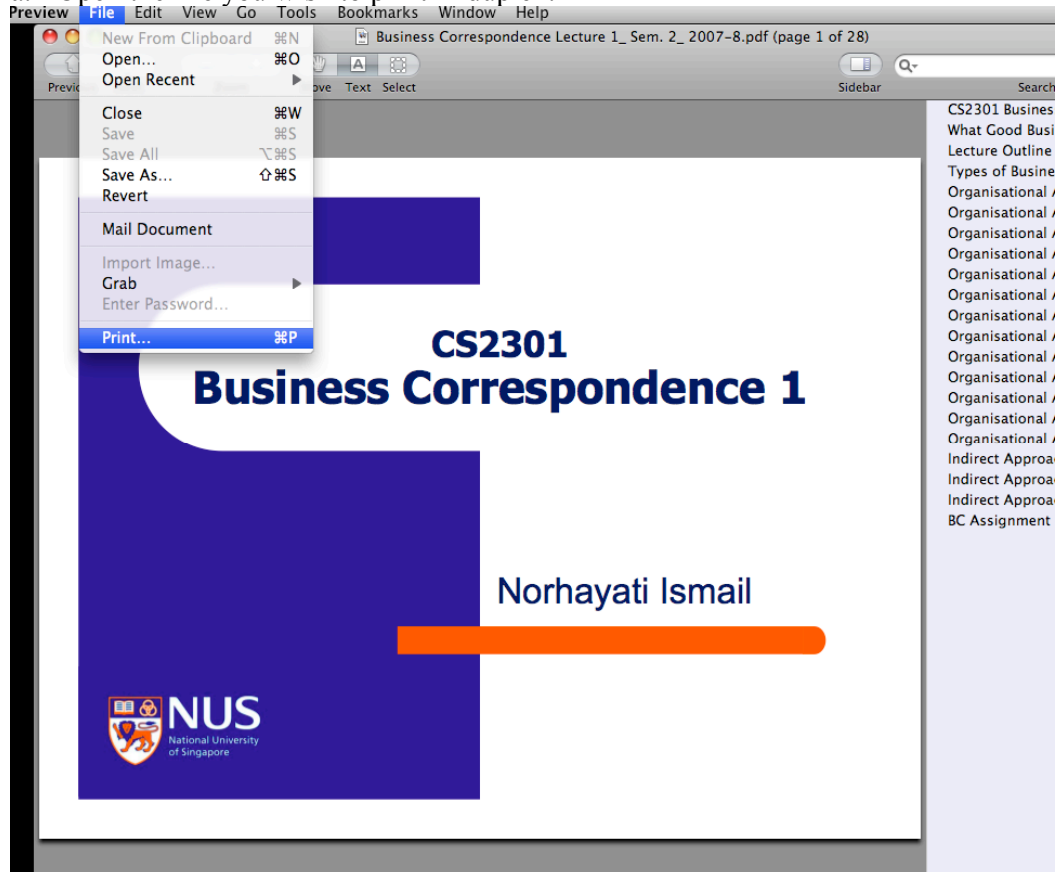 Preview File Edit View Go Tools Bookmarks Window Help
Business Correspondence Lecture 1_ Sem. 2_ 2007-8.pdf (page 1 of 28)
Text Select Sidebar Search
New From Clipboard ⌘N
Open... ⌘O
Open Recent
Close ⌘W
Save ⌘S
Save All ⌥⌘S
Save As... ⇧⌘S
Revert
Mail Document
Import Image...
Grab
Enter Password...
Print... ⌘P
CS2301
Business Correspondence 1
Norhayati Ismail
NUS
National University
of Singapore
CS2301 Busines
What Good Busi
Lecture Outline
Types of Busine
Organisational A
Organisational A
Organisational A
Organisational A
Organisational A
Organisational A
Organisational A
Organisational A
Organisational A
Organisational A
Organisational A
Organisational A
Organisational A
Indirect Approa
Indirect Approa
Indirect Approa
BC Assignment